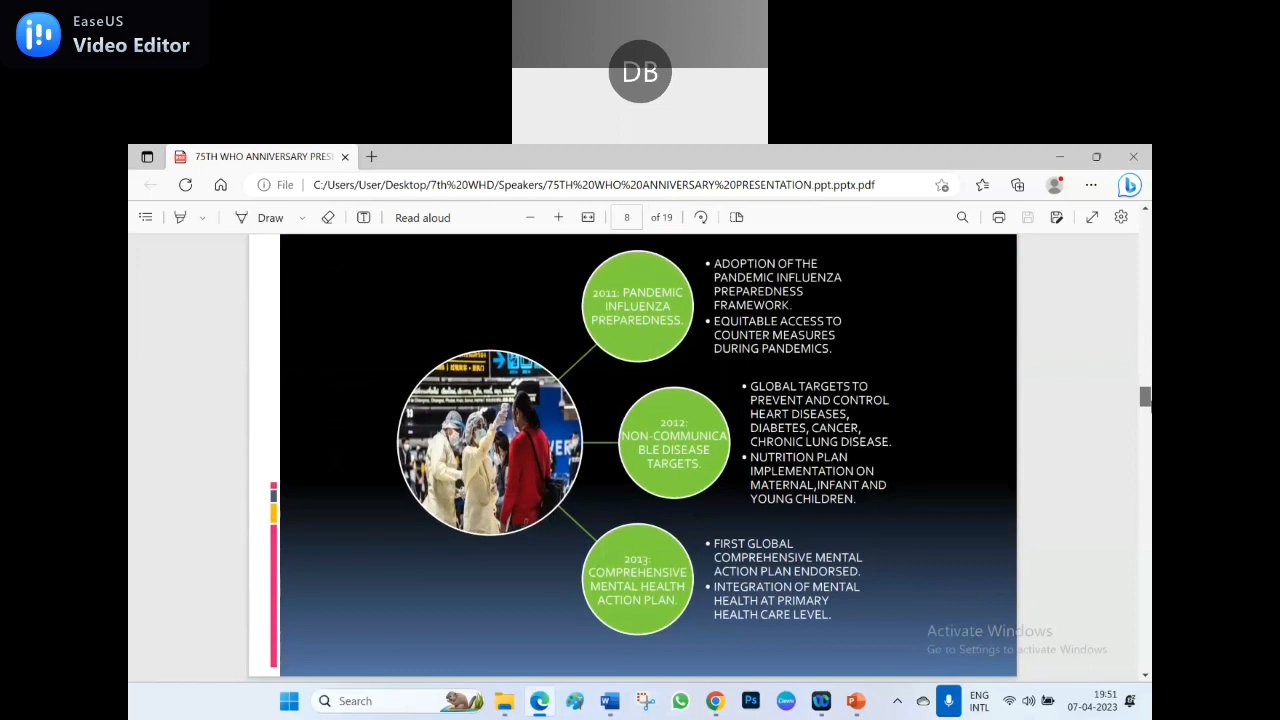 EaseUS
Video Editor
DB
75TH WHO ANNIVERSARY PRES
File
C:/Users/User/Desktop/7th%20WHD/Speakers/75TH%20WHO%20ANNIVERSARY%20PRESENTATION.ppt.pptx.pdf
Draw
Read aloud
8
of 19
2011: PANDEMIC
INFLUENZA
PREPAREDNESS.
• ADOPTION OF THE
PANDEMIC INFLUENZA
PREPAREDNESS
FRAMEWORK.
• EQUITABLE ACCESS TO
COUNTER MEASURES
DURING PANDEMICS.
2012:
NON-COMMUNICA
BLE DISEASE
TARGETS.
• GLOBAL TARGETS TO
PREVENT AND CONTROL
HEART DISEASES,
DIABETES, CANCER,
CHRONIC LUNG DISEASE.
• NUTRITION PLAN
IMPLEMENTATION ON
MATERNAL,INFANT AND
YOUNG CHILDREN.
2013:
COMPREHENSIVE
MENTAL HEALTH
ACTION PLAN.
• FIRST GLOBAL
COMPREHENSIVE MENTAL
ACTION PLAN ENDORSED.
• INTEGRATION OF MENTAL
HEALTH AT PRIMARY
HEALTH CARE LEVEL.
Activate Windows
Go to Settings to activate Windows.
Search
ENG
INTL
19:51
07-04-2023